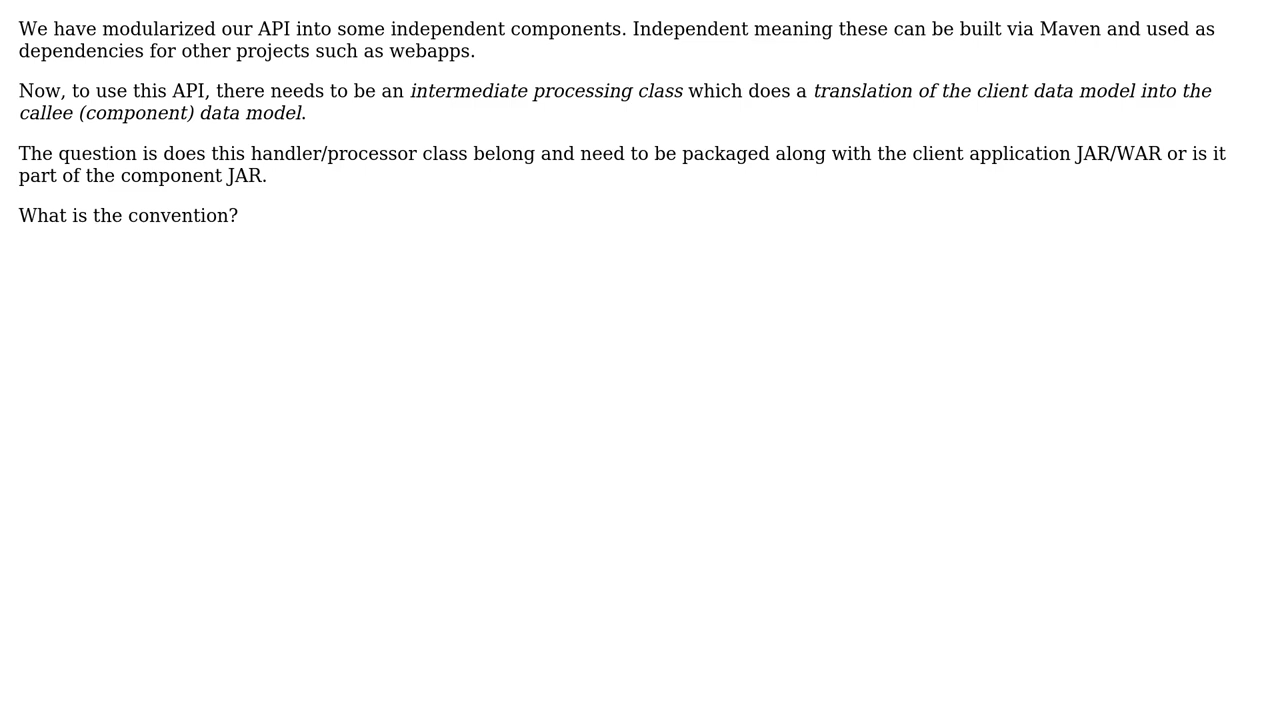 We have modularized our API into some independent components. Independent meaning these can be built via Maven and used as
dependencies for other projects such as webapps.
Now, to use this API, there needs to be an intermediate processing class which does a translation of the client data model into the
callee (component) data model.
The question is does this handler/processor class belong and need to be packaged along with the client application JAR/WAR or is it
part of the component JAR.
What is the convention?